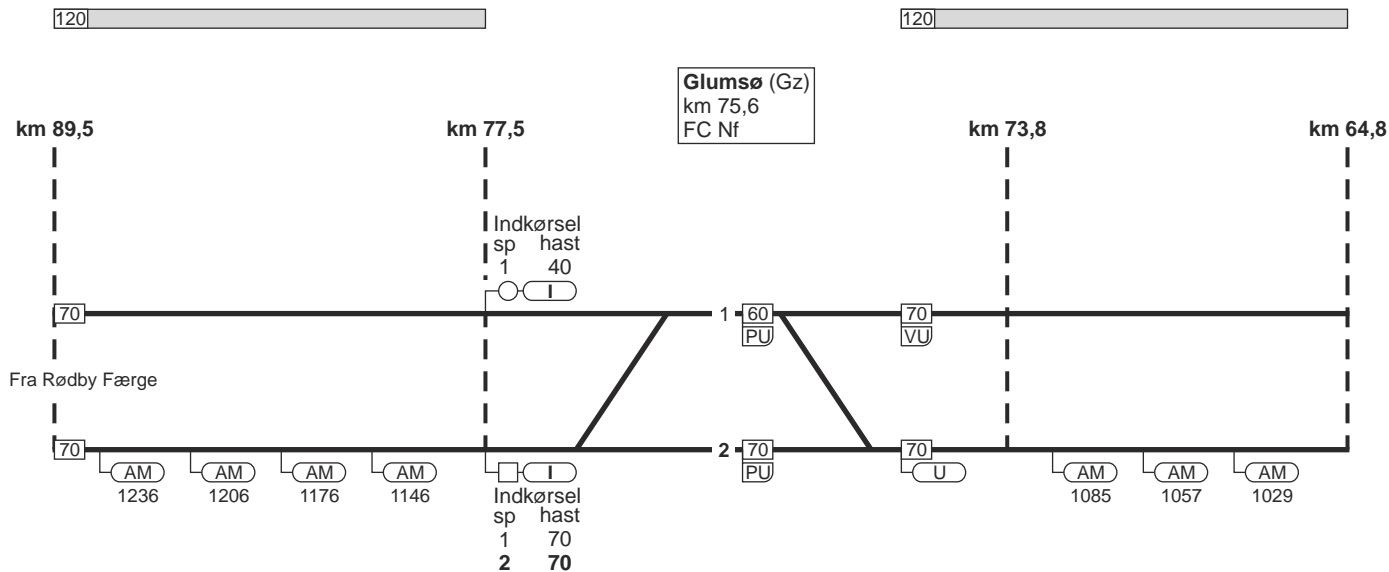 120
120
Glumsø (Gz)
km 75,6
FC Nf
km 89,5
km 77,5
km 73,8
km 64,8
Indkørsel
sp hast
1 40
I
70
1
60
70
PU
VU
Fra Rødby Færge
70
2
70
70
AM
AM
AM
AM
I
PU
U
AM
AM
AM
1236
1206
1176
1146
1085
1057
1029
Indkørsel
sp hast
1 70
2 70